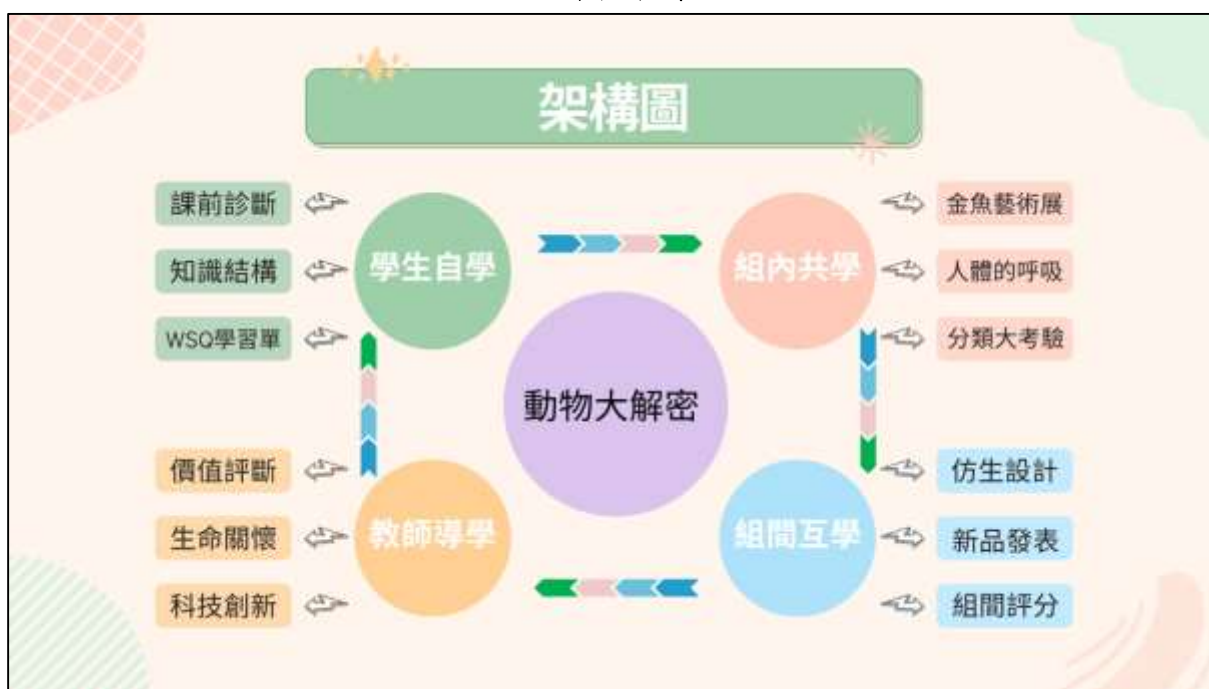 架構圖
課前診斷
知識結構
WSQ學習單
學生自學
組內共學
金魚藝術展
人體的呼吸
分類大考驗
動物大解密
價值評斷
生命關懷
科技創新
教師導學
組間互學
仿生設計
新品發表
組間評分